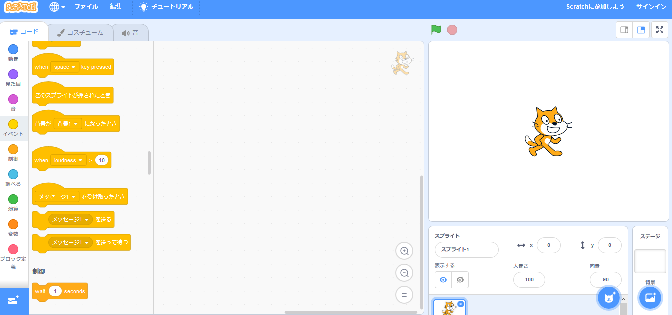 SCRATCH
ファイル
編集
チュートリアル
Scratchに参加しよう
サインイン
コード
コスチューム
音
when space key pressed
このスプライトが押されたとき
背景が 背景1 になったとき
when loudness > 10
メッセージ1 を受け取ったとき
メッセージ1 を送る
メッセージ1 を送って待つ
制御
wait 1 seconds
動き
見た目
音
イベント
制御
調べる
演算
変数
ブロック定義
スプライト
スプライト1
x 0
y 0
表示する
大きさ
100
向き
90
ステージ
背景